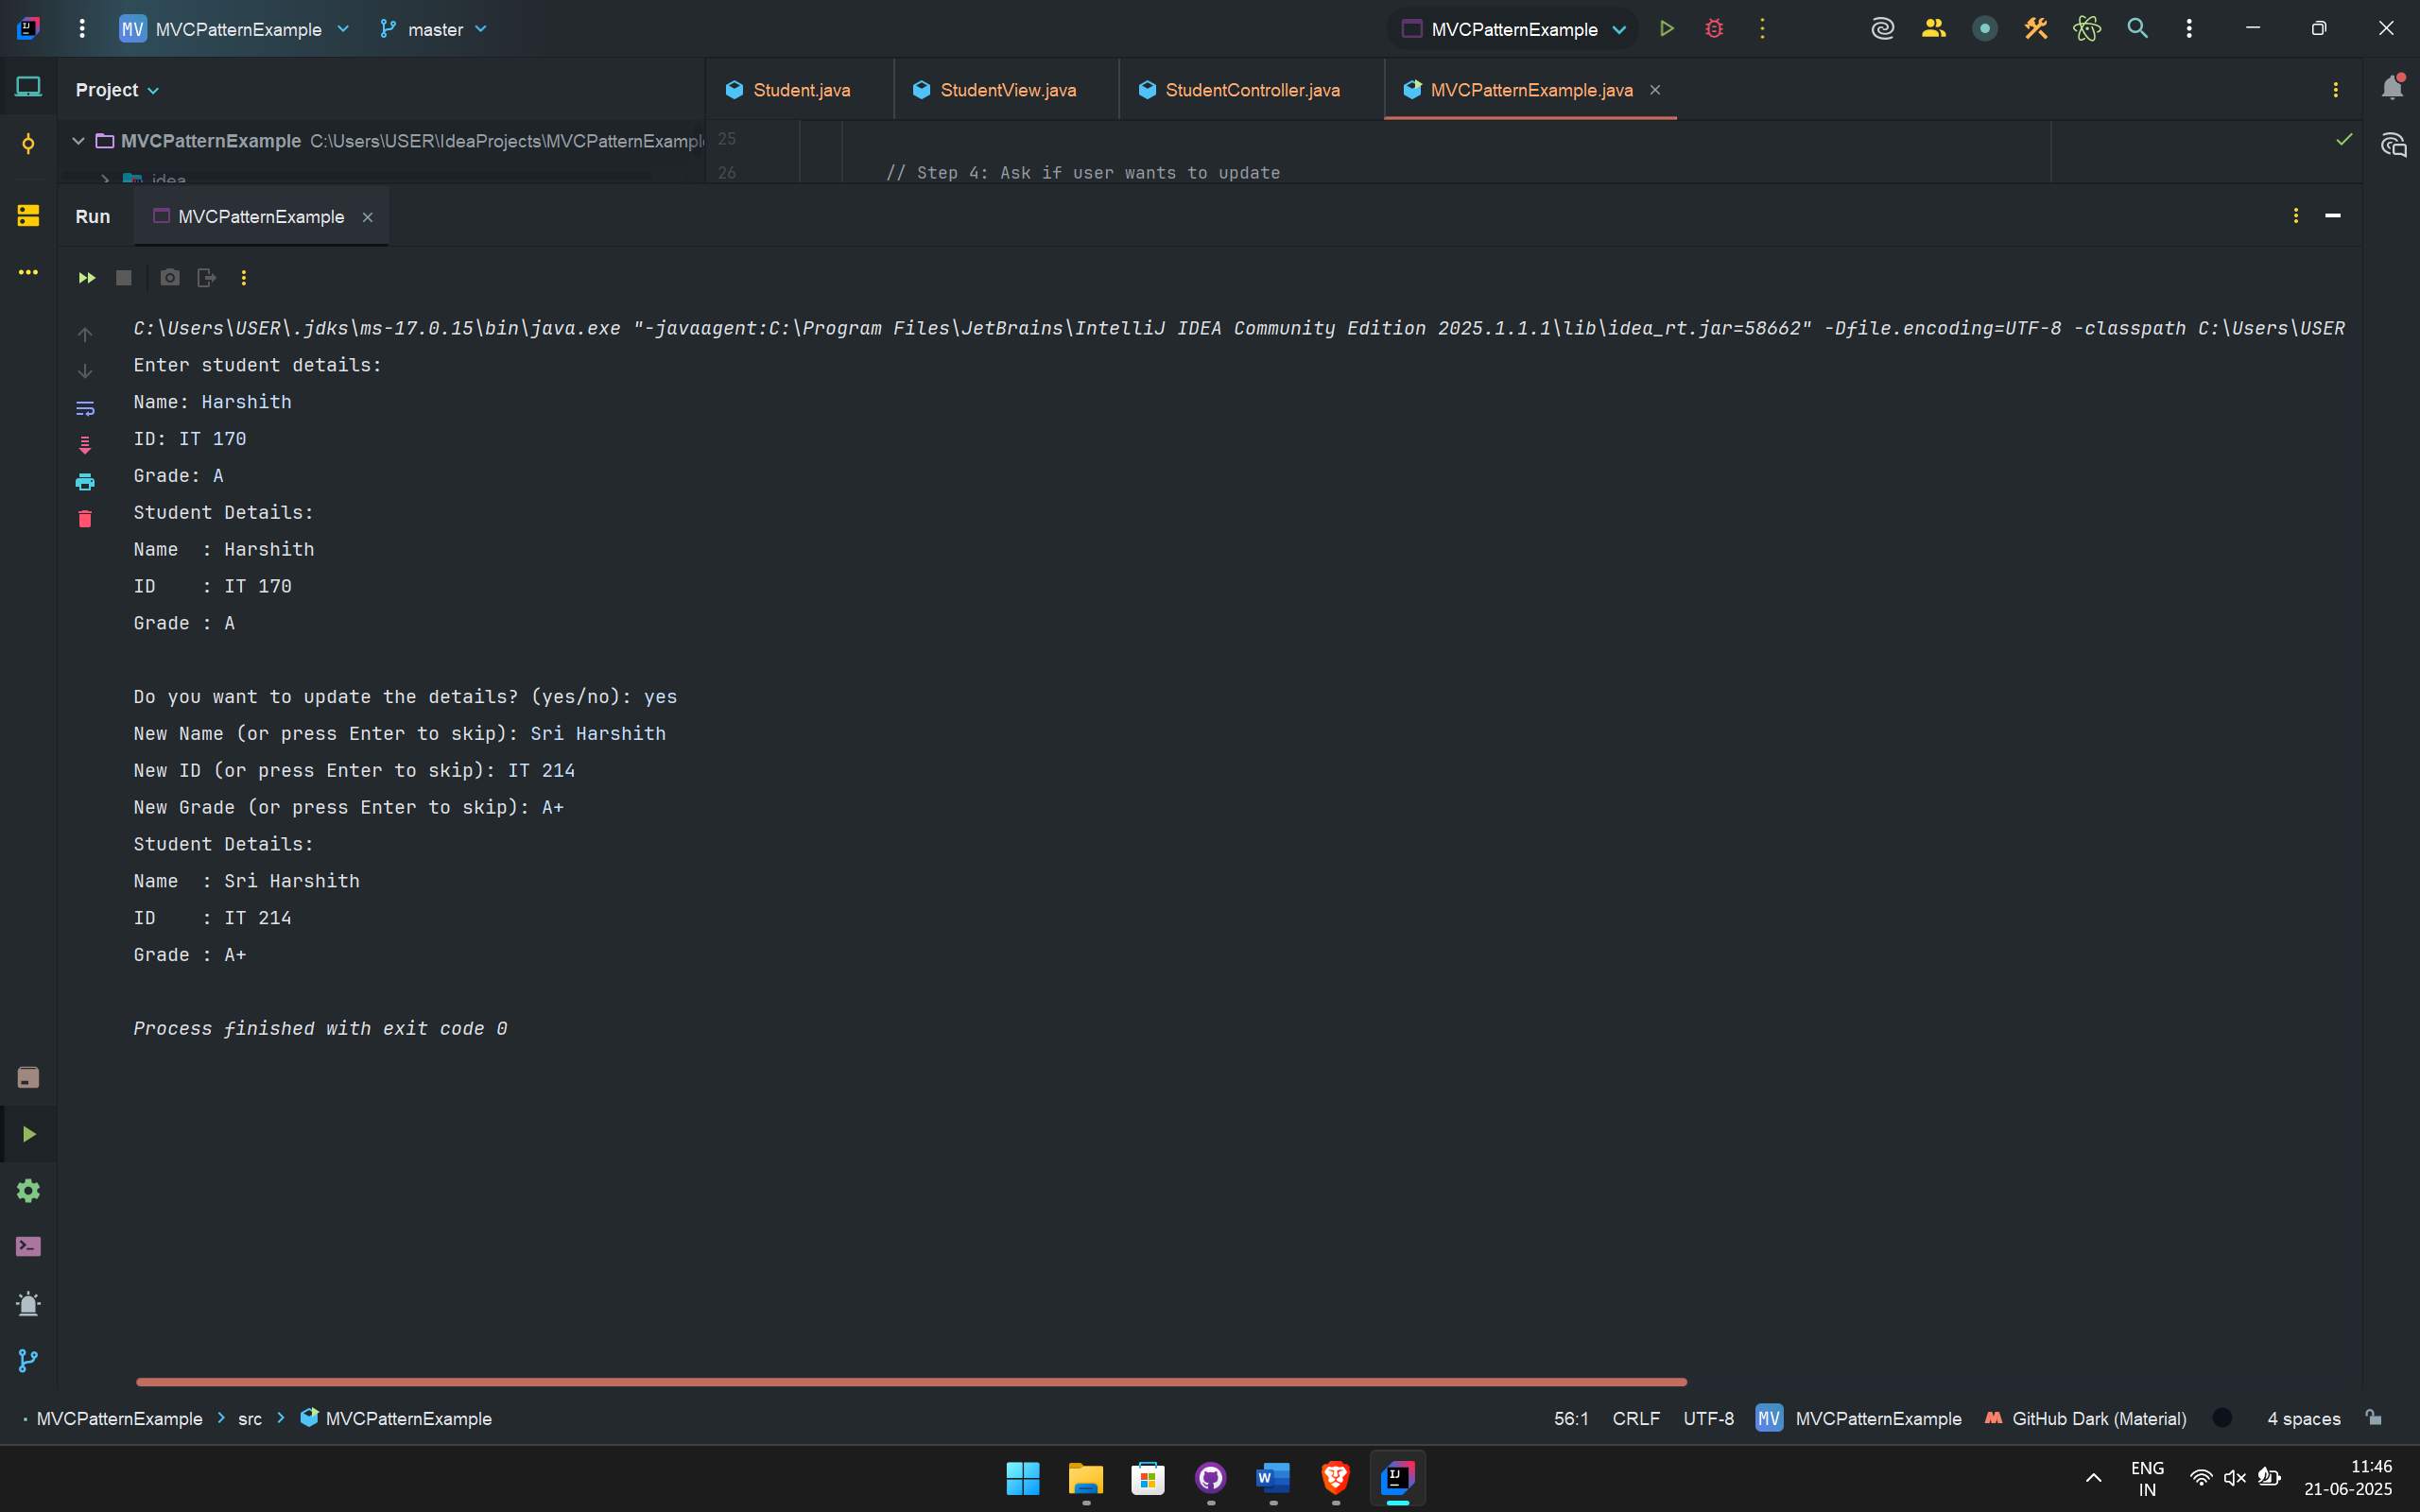 MV MVCPatternExample master MVCPatternExample
Project Student.java StudentView.java StudentController.java MVCPatternExample.java
MVCPatternExample C:\Users\USER\IdeaProjects\MVCPatternExampl 25
idea 26 // Step 4: Ask if user wants to update
Run MVCPatternExample
C:\Users\USER\.jdks\ms-17.0.15\bin\java.exe "-javaagent:C:\Program Files\JetBrains\IntelliJ IDEA Community Edition 2025.1.1.1\lib\idea_rt.jar=58662" -Dfile.encoding=UTF-8 -classpath C:\Users\USER
Enter student details:
Name: Harshith
ID: IT 170
Grade: A
Student Details:
Name  : Harshith
ID    : IT 170
Grade : A
Do you want to update the details? (yes/no): yes
New Name (or press Enter to skip): Sri Harshith
New ID (or press Enter to skip): IT 214
New Grade (or press Enter to skip): A+
Student Details:
Name  : Sri Harshith
ID    : IT 214
Grade : A+
Process finished with exit code 0
MVCPatternExample src MVCPatternExample 56:1 CRLF UTF-8 MV MVCPatternExample GitHub Dark (Material) 4 spaces
ENG 11:46
IN 21-06-2025